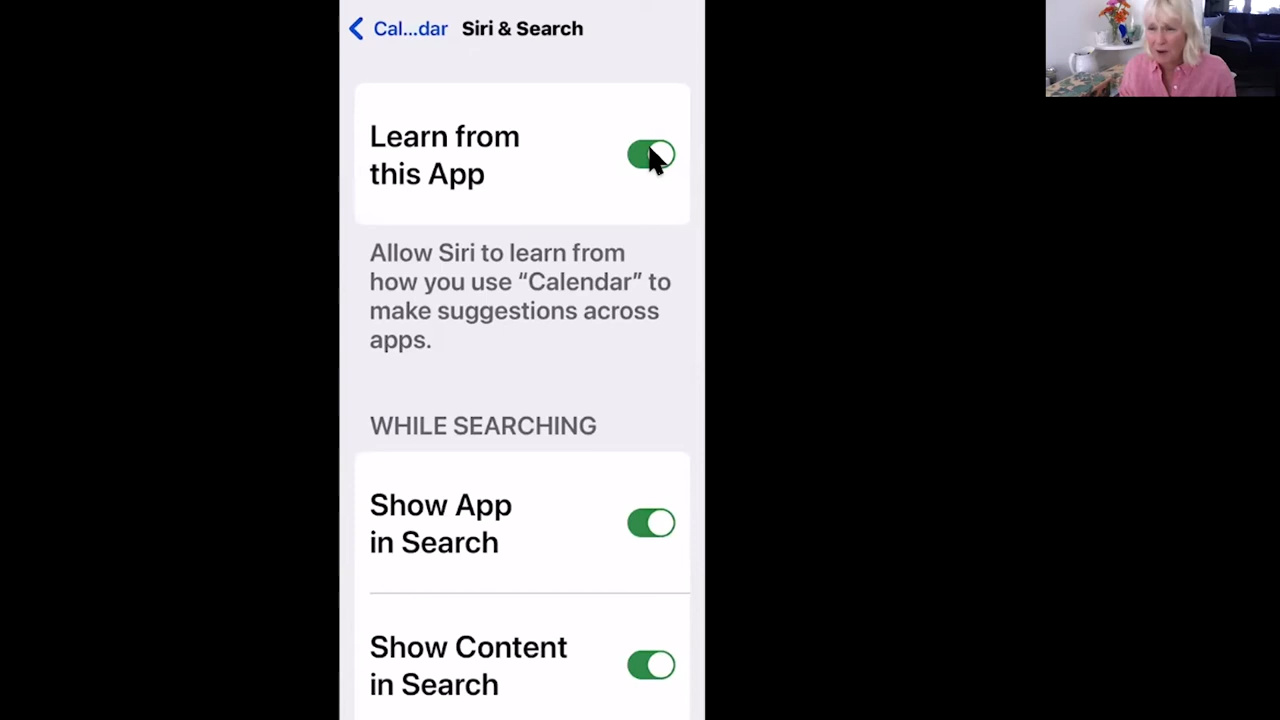 Cal...dar Siri & Search
Learn from
this App
Allow Siri to learn from
how you use “Calendar” to
make suggestions across
apps.
WHILE SEARCHING
Show App
in Search
Show Content
in Search